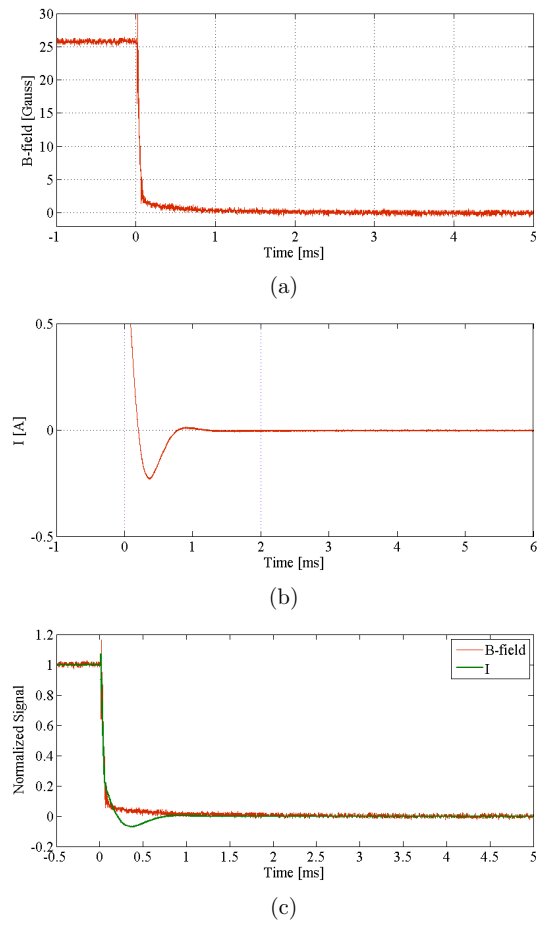 30
25
20
15
10
5
0
B-field [Gauss]
-1 0 1 2 3 4 5
Time [ms]
(a)
0.5
0
-0.5
I [A]
-1 0 1 2 3 4 5 6
Time [ms]
(b)
1.2
1
0.8
0.6
0.4
0.2
0
-0.2
Normalized Signal
B-field
I
-0.5 0 0.5 1 1.5 2 2.5 3 3.5 4 4.5 5
Time [ms]
(c)